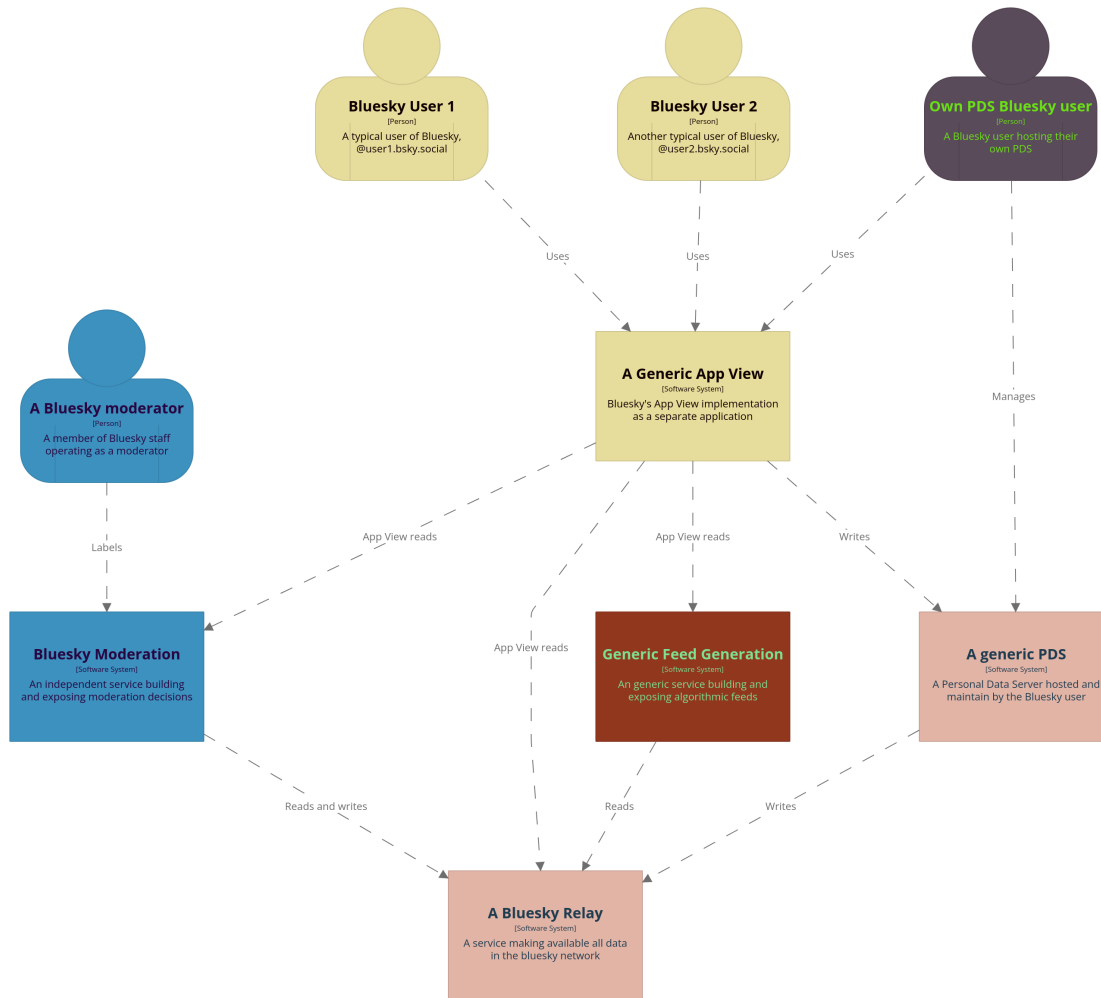 Bluesky User 1
[Person]
A typical user of Bluesky,
@user1.bsky.social
Bluesky User 2
[Person]
Another typical user of Bluesky,
@user2.bsky.social
Own PDS Bluesky user
[Person]
A Bluesky user hosting their
own PDS
Uses
Uses
Uses
A Generic App View
[Software System]
Bluesky's App View implementation
as a separate application
Manages
A Bluesky moderator
[Person]
A member of Bluesky staff
operating as a moderator
Labels
App View reads
App View reads
Writes
App View reads
Bluesky Moderation
[Software System]
An independent service building
and exposing moderation decisions
Generic Feed Generation
[Software System]
An generic service building and
exposing algorithmic feeds
A generic PDS
[Software System]
A Personal Data Server hosted and
maintain by the Bluesky user
Reads and writes
Reads
Writes
A Bluesky Relay
[Software System]
A service making available all data
in the bluesky network